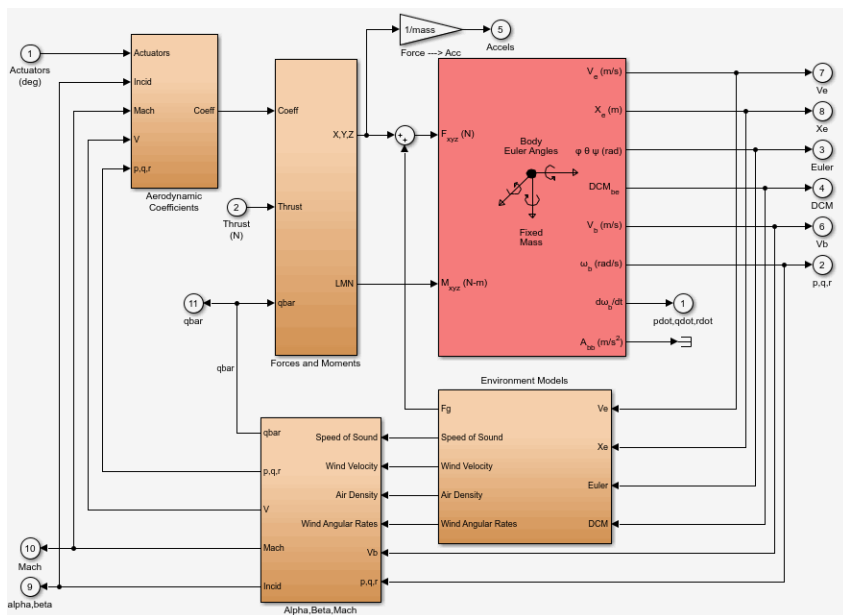 1/mass
Force ---> Acc
5
Accels
1
Actuators
(deg)
Actuators
Incid
Mach
V
p,q,r
Coeff
Aerodynamic
Coefficients
2
Thrust
(N)
11
qbar
qbar
Coeff
Thrust
qbar
X,Y,Z
LMN
Forces and Moments
++
Fxyz (N)
Mxyz (N-m)
Body
Euler Angles
Fixed
Mass
Ve (m/s)
Xe (m)
φ θ ψ (rad)
DCMbe
Vb (m/s)
ωb (rad/s)
dωb/dt
Abb (m/s²)
7
Ve
8
Xe
3
Euler
4
DCM
6
Vb
2
p,q,r
1
pdot,qdot,rdot
Environment Models
Fg
Speed of Sound
Wind Velocity
Air Density
Wind Angular Rates
Ve
Xe
Euler
DCM
qbar
p,q,r
V
Mach
Incid
Speed of Sound
Wind Velocity
Air Density
Wind Angular Rates
Vb
p,q,r
Alpha,Beta,Mach
10
Mach
9
alpha,beta